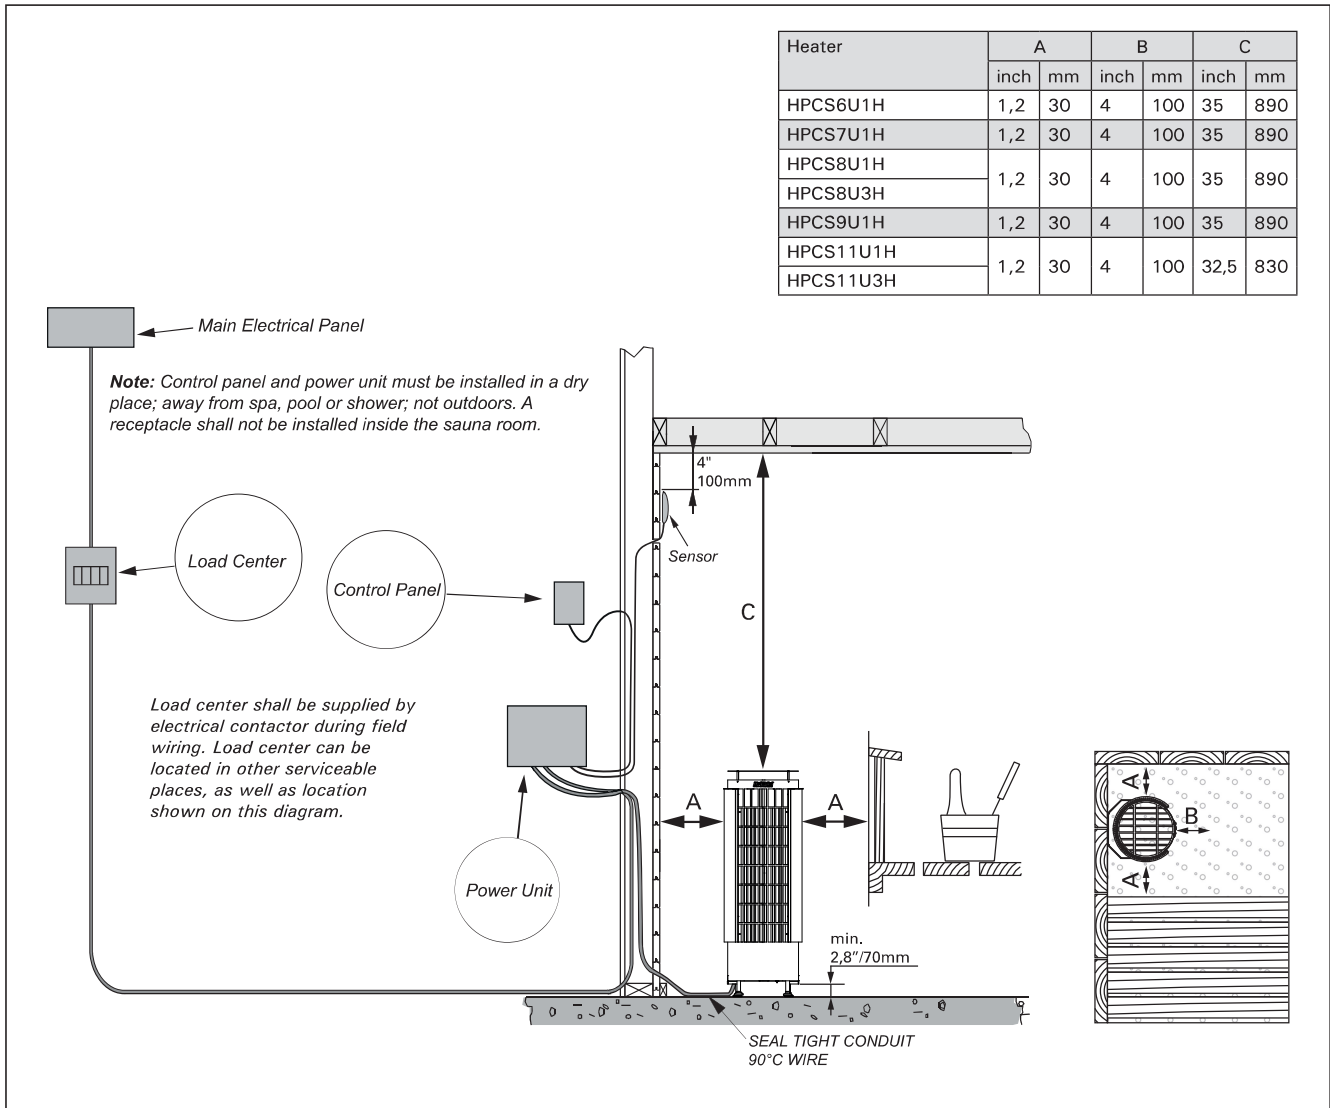 Heater A B C
inch mm inch mm inch mm
HPCS6U1H 1,2 30 4 100 35 890
HPCS7U1H 1,2 30 4 100 35 890
HPCS8U1H
1,2 30 4 100 35 890
HPCS8U3H
HPCS9U1H 1,2 30 4 100 35 890
HPCS11U1H
1,2 30 4 100 32,5 830
HPCS11U3H
Main Electrical Panel
Note: Control panel and power unit must be installed in a dry
place; away from spa, pool or shower; not outdoors. A
receptacle shall not be installed inside the sauna room.
4"
100mm
Sensor
Load Center
Control Panel
C
Load center shall be supplied by
electrical contactor during field
wiring. Load center can be
located in other serviceable
places, as well as location
shown on this diagram.
A A
A
B
A
Power Unit
min.
2,8"/70mm
SEAL TIGHT CONDUIT
90°C WIRE